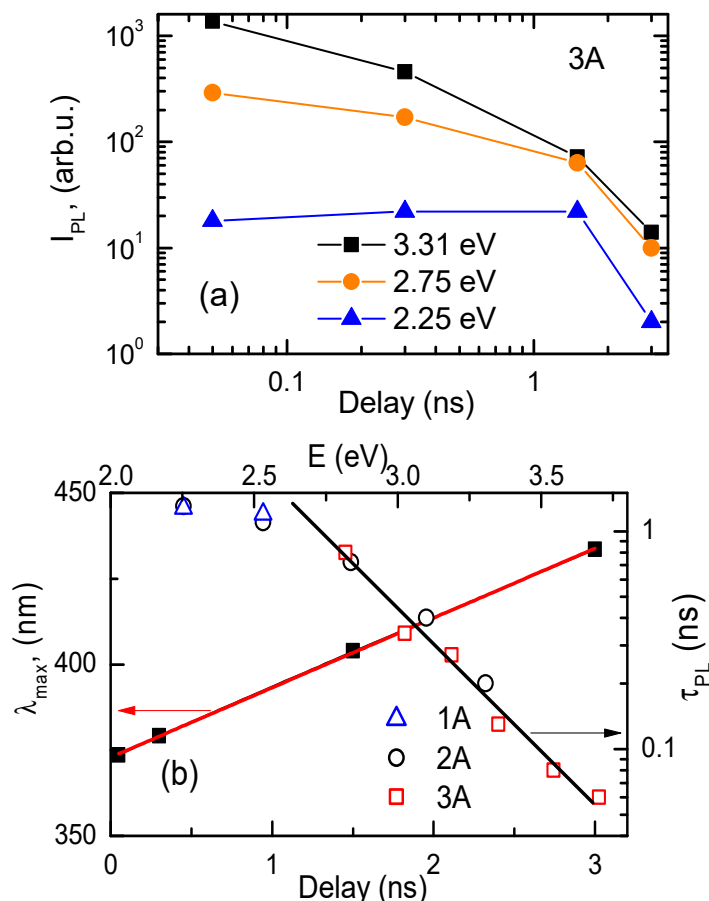 3A
10³
10²
10¹
10⁰
I_PL, (arb.u.)
3.31 eV
2.75 eV
2.25 eV
(a)
0.1
1
Delay (ns)
E (eV)
2.0
2.5
3.0
3.5
450
400
350
λ_max, (nm)
1
0.1
τ_PL (ns)
1A
2A
3A
(b)
0
1
2
3
Delay (ns)